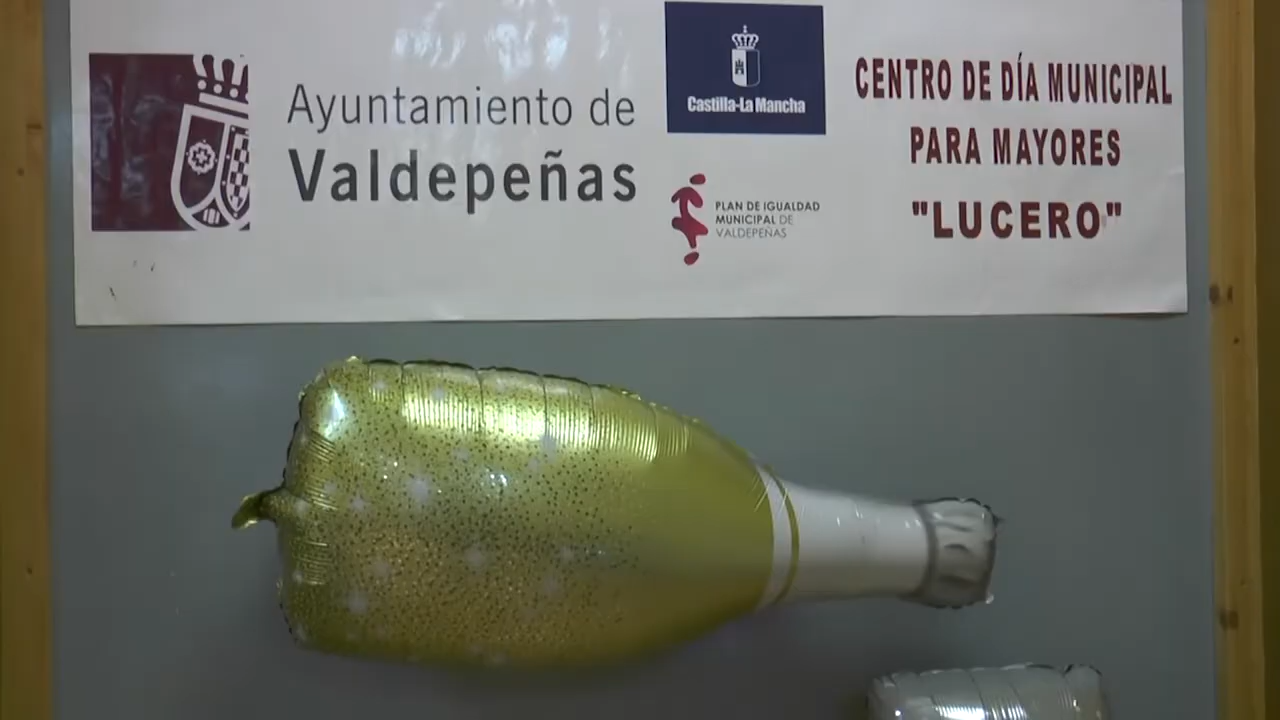 Ayuntamiento de
Valdepeñas
Castilla-La Mancha
PLAN DE IGUALDAD
MUNICIPAL DE
VALDEPEÑAS
CENTRO DE DÍA MUNICIPAL
PARA MAYORES
"LUCERO"